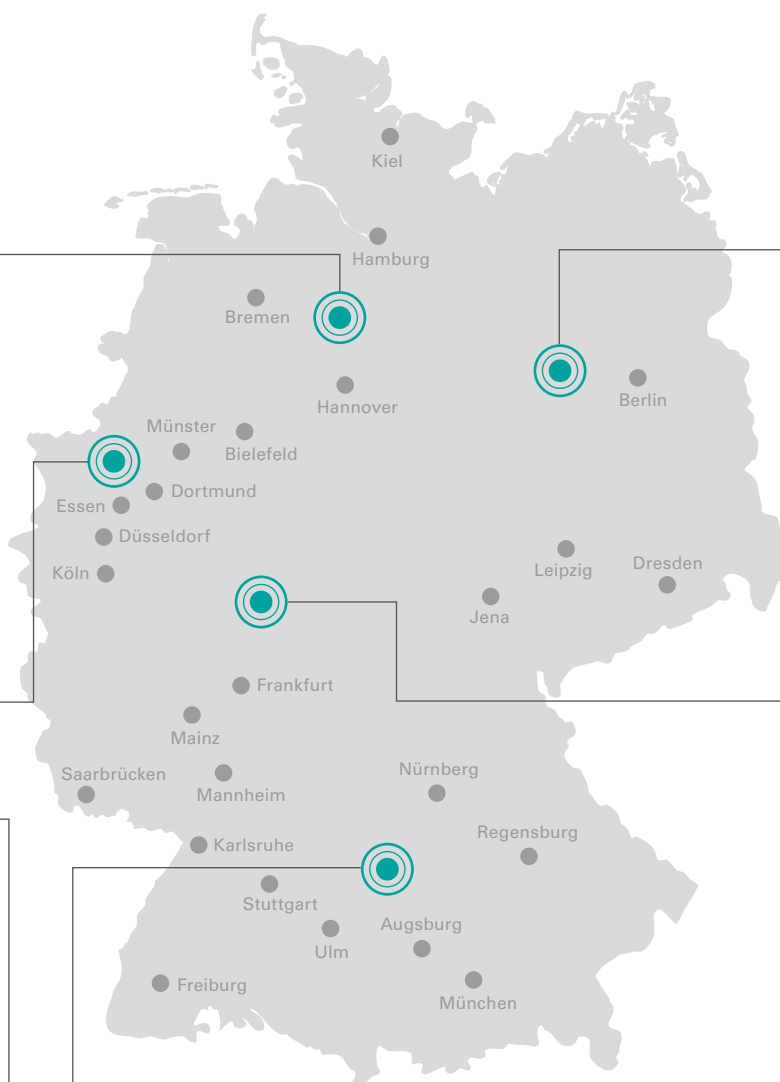 Kiel
Hamburg
Bremen
Hannover
Berlin
Münster
Bielefeld
Dortmund
Essen
Düsseldorf
Köln
Leipzig
Dresden
Jena
Frankfurt
Mainz
Saarbrücken
Mannheim
Nürnberg
Regensburg
Karlsruhe
Stuttgart
Augsburg
Ulm
Freiburg
München